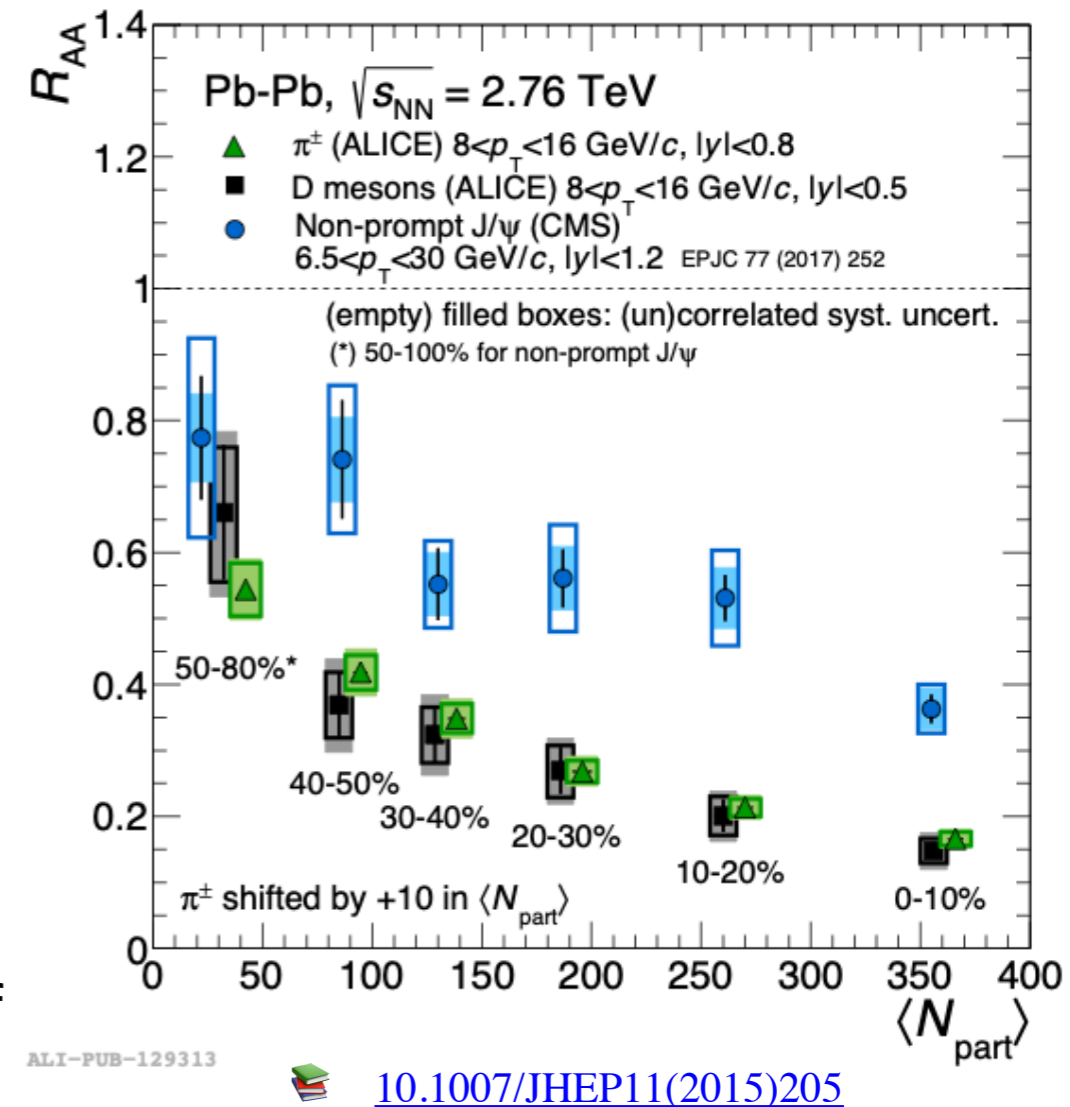 R_AA
1.4
1.2
1
0.8
0.6
0.4
0.2
0
Pb-Pb, √s_NN = 2.76 TeV
π± (ALICE) 8<p_T<16 GeV/c, |y|<0.8
D mesons (ALICE) 8<p_T<16 GeV/c, |y|<0.5
Non-prompt J/ψ (CMS)
6.5<p_T<30 GeV/c, |y|<1.2 EPJC 77 (2017) 252
(empty) filled boxes: (un)correlated syst. uncert.
(*) 50-100% for non-prompt J/ψ
50-80%*
40-50%
30-40%
20-30%
10-20%
0-10%
π± shifted by +10 in ⟨N_part⟩
0 50 100 150 200 250 300 350 400
⟨N_part⟩
ALI-PUB-129313
10.1007/JHEP11(2015)205